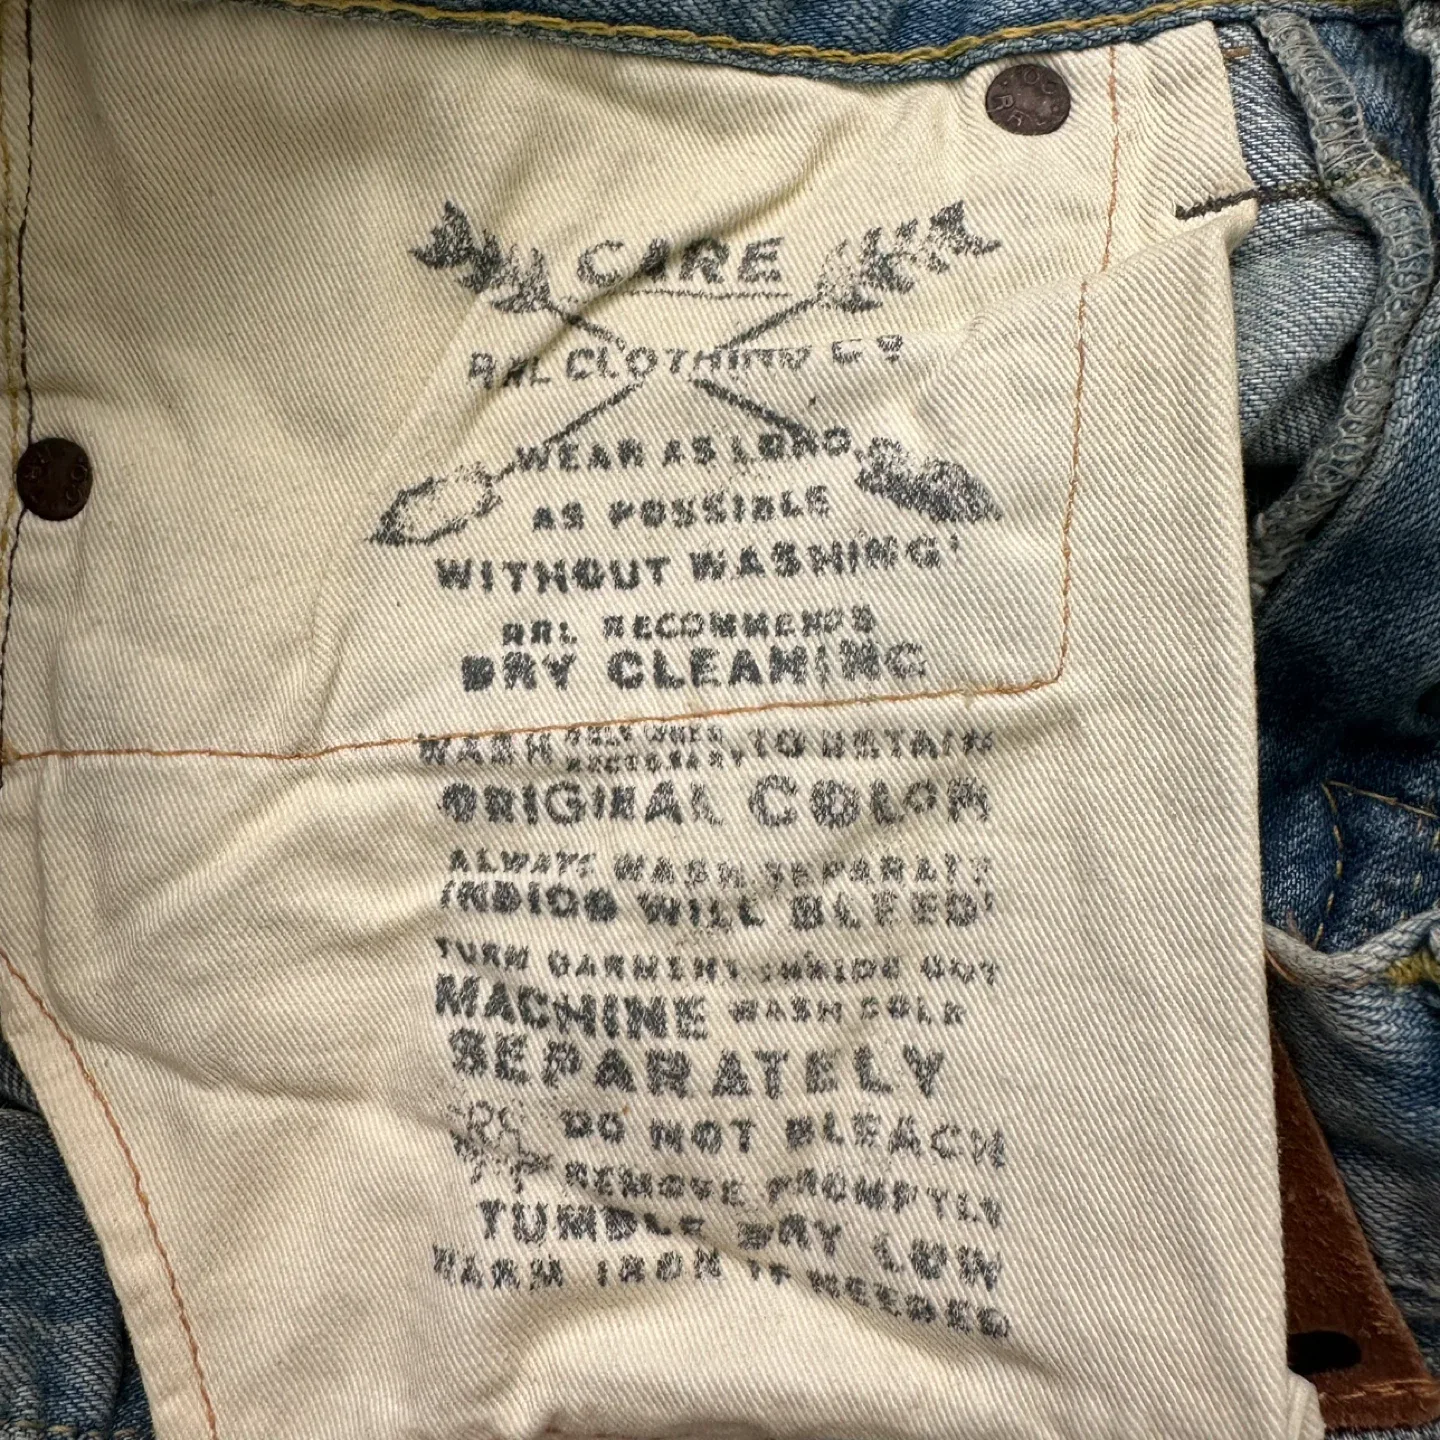 CARE
RRL CLOTHING CO
WEAR AS LONG
AS POSSIBLE
WITHOUT WASHING!
RRL RECOMMENDS
DRY CLEANING
WASH ONLY WHEN NECESSARY, TO RETAIN
ORIGINAL COLOR
ALWAYS WASH SEPARATE
INDIGO WILL BLEED!
TURN GARMENT INSIDE OUT
MACHINE WASH COLD
SEPARATELY
DO NOT BLEACH
REMOVE PROMPTLY
TUMBLE DRY LOW
WARM IRON IF NEEDED